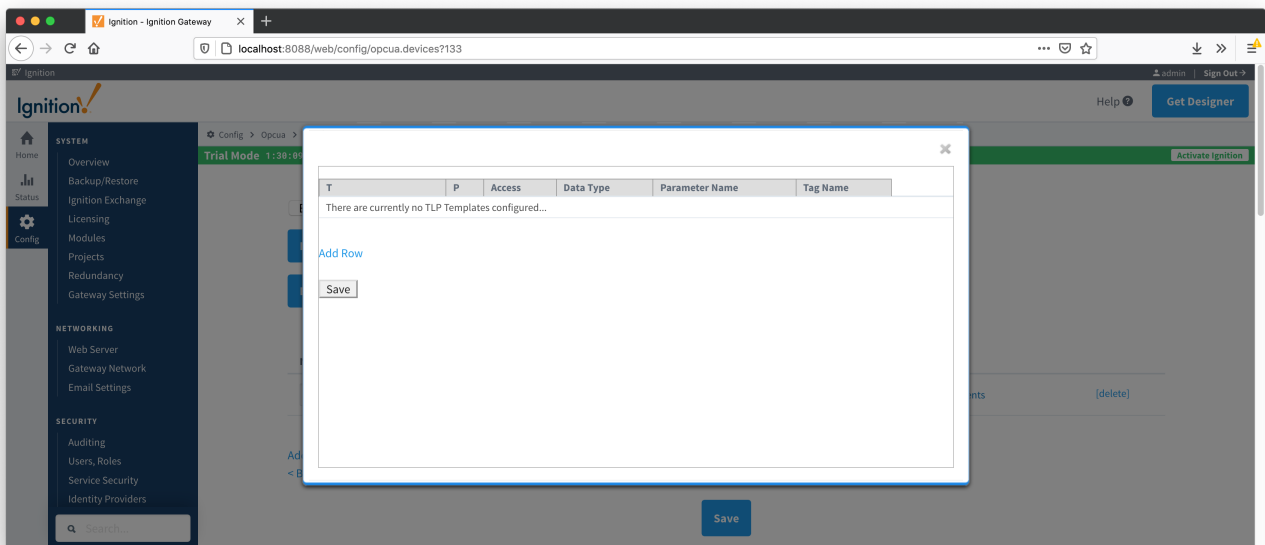 Ignition - Ignition Gateway
localhost:8088/web/config/opcua.devices?133
Ignition
admin | Sign Out
Ignition!
Help
Get Designer
Home
Status
Config
SYSTEM
Overview
Backup/Restore
Ignition Exchange
Licensing
Modules
Projects
Redundancy
Gateway Settings
NETWORKING
Web Server
Gateway Network
Email Settings
SECURITY
Auditing
Users, Roles
Service Security
Identity Providers
Search...
Config > Opcua >
Trial Mode 1:30:09
Activate Ignition
T P Access Data Type Parameter Name Tag Name
There are currently no TLP Templates configured...
Add Row
Save
[delete]
Save